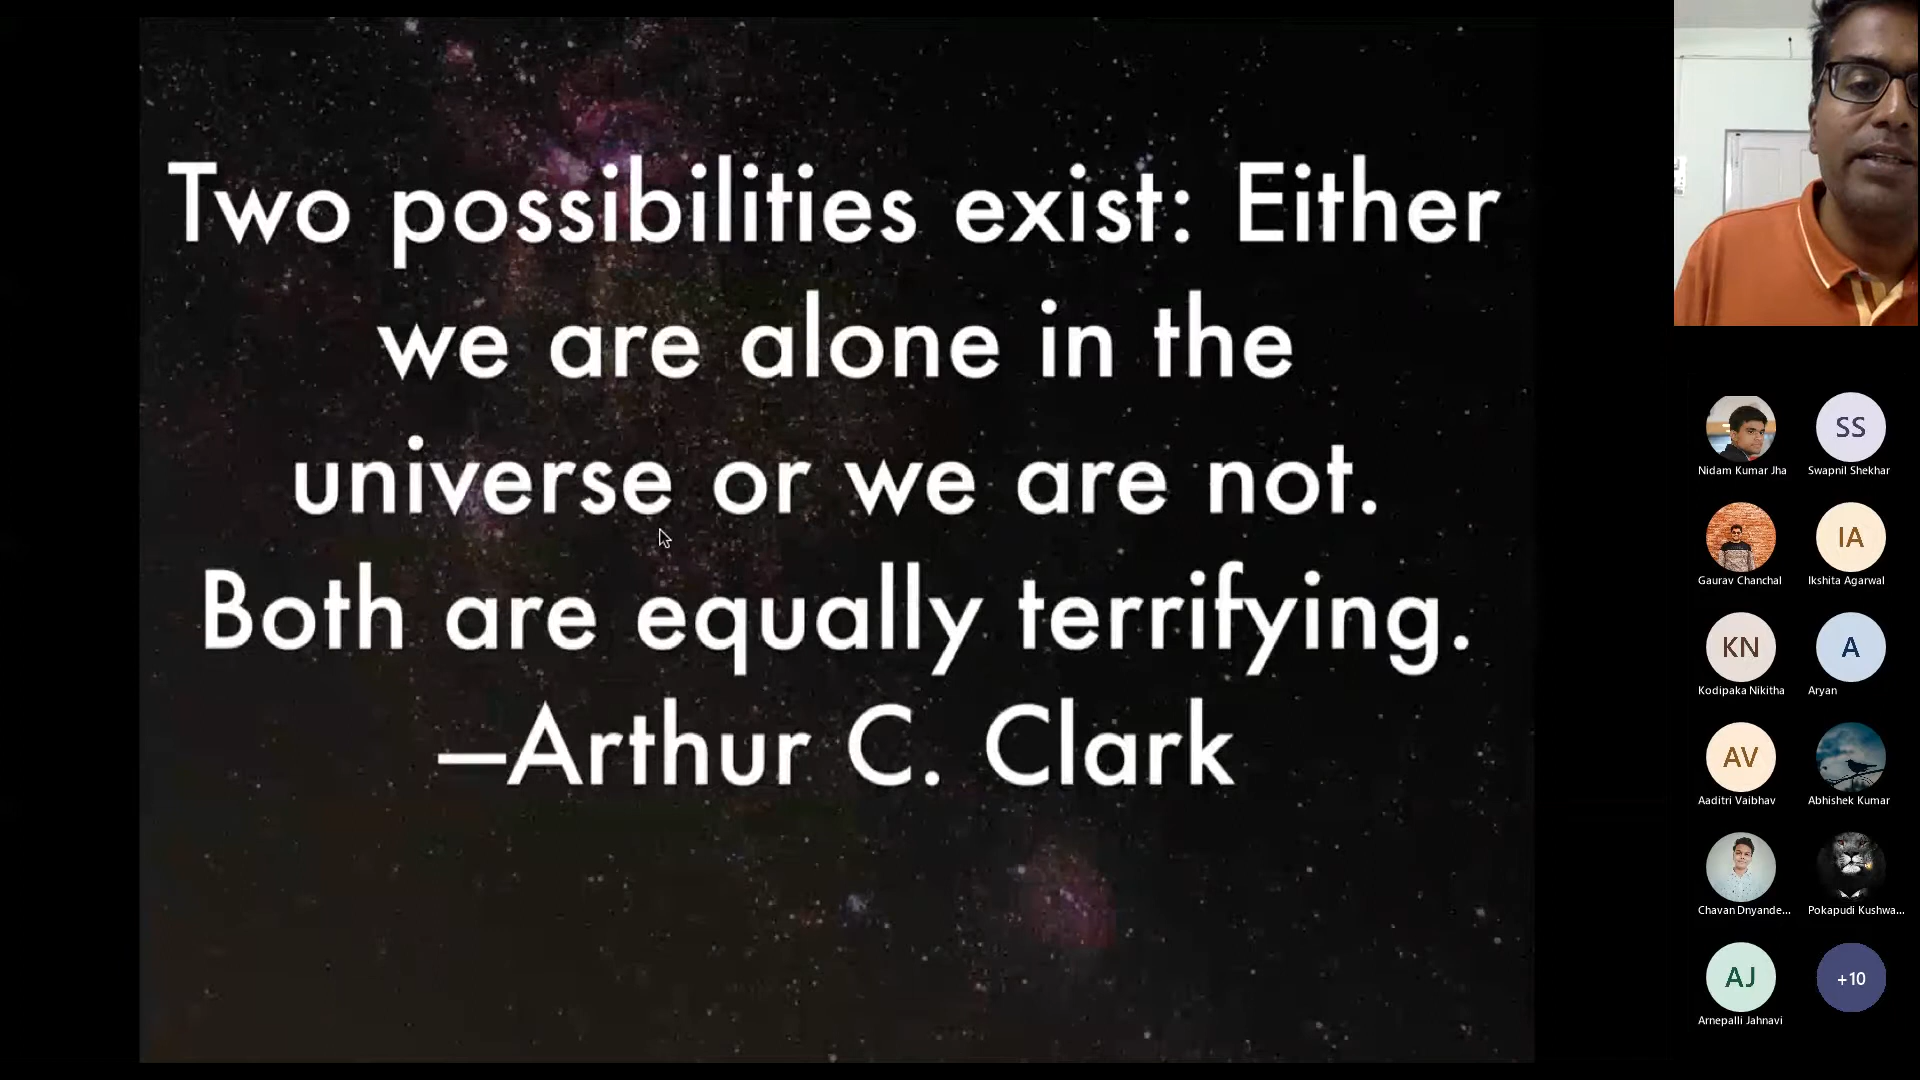 Two possibilities exist: Either
we are alone in the
universe or we are not.
Both are equally terrifying.
—Arthur C. Clark
Nidam Kumar Jha
SS
Swapnil Shekhar
Gaurav Chanchal
IA
Ikshita Agarwal
KN
Kodipaka Nikitha
A
Aryan
AV
Aaditri Vaibhav
Abhishek Kumar
Chavan Dnyande...
Pokapudi Kushwa...
AJ
Arnepalli Jahnavi
+10